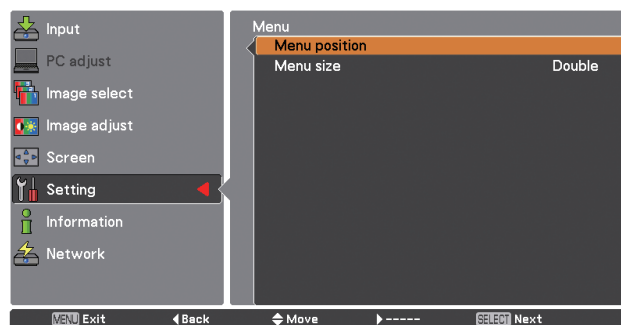 Input
PC adjust
Image select
Image adjust
Screen
Setting
Information
Network
Menu
Menu position
Menu size Double
MENU Exit Back Move ----- SELECT Next